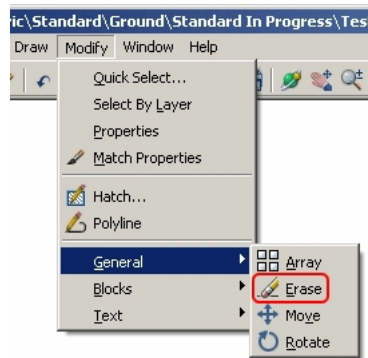 ric\Standard\Ground\Standard In Progress\Tes
Draw Modify Window Help
Quick Select...
Select By Layer
Properties
Match Properties
Hatch...
Polyline
General
Blocks
Text
Array
Erase
Move
Rotate